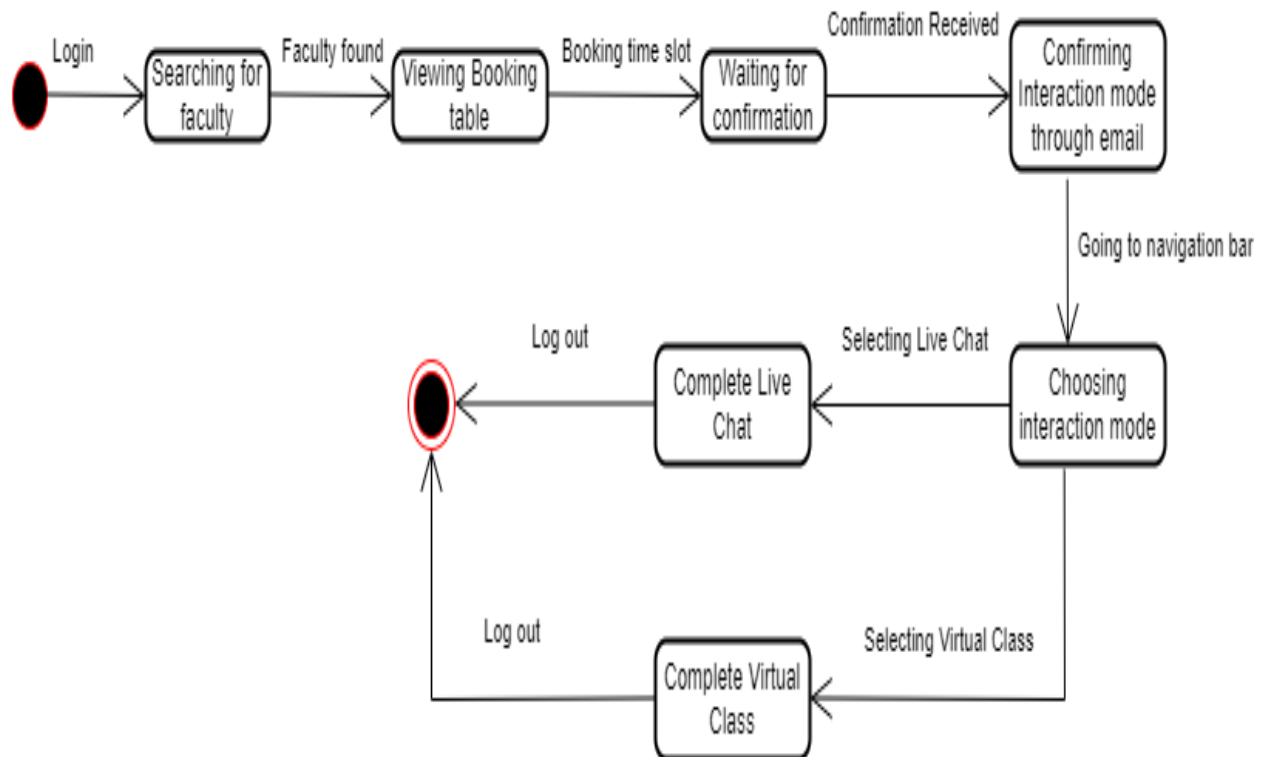 Login
Searching for
faculty
Faculty found
Viewing Booking
table
Booking time slot
Waiting for
confirmation
Confirmation Received
Confirming
Interaction mode
through email
Going to navigation bar
Choosing
interaction mode
Selecting Live Chat
Complete Live
Chat
Log out
Selecting Virtual Class
Complete Virtual
Class
Log out